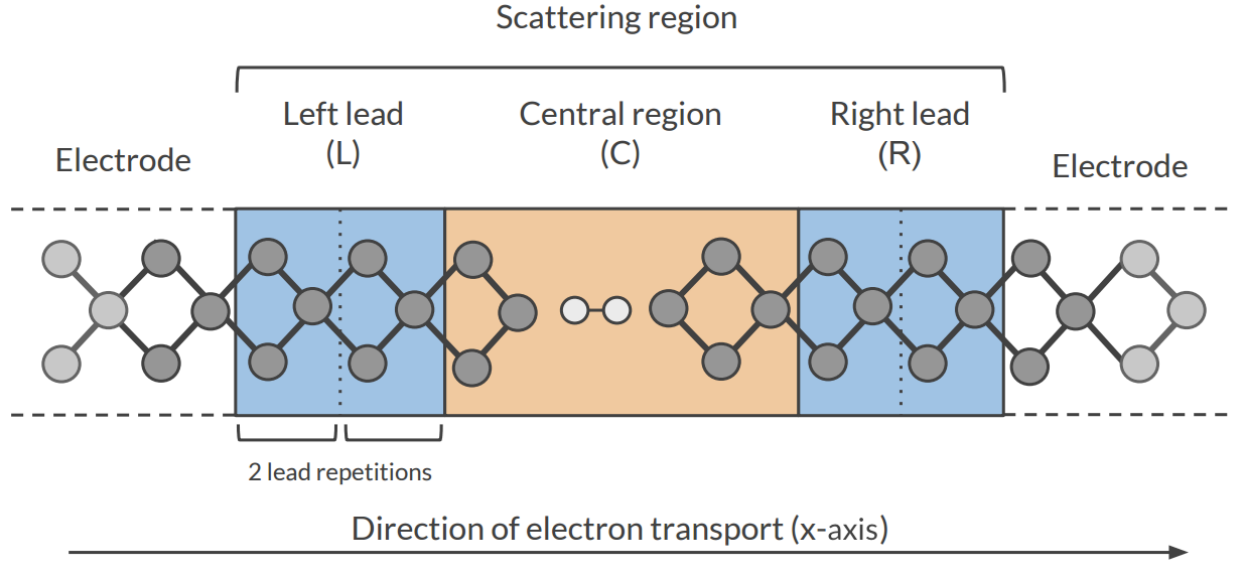 Scattering region
Left lead
(L)
Central region
(C)
Right lead
(R)
Electrode
Electrode
2 lead repetitions
Direction of electron transport (x-axis)